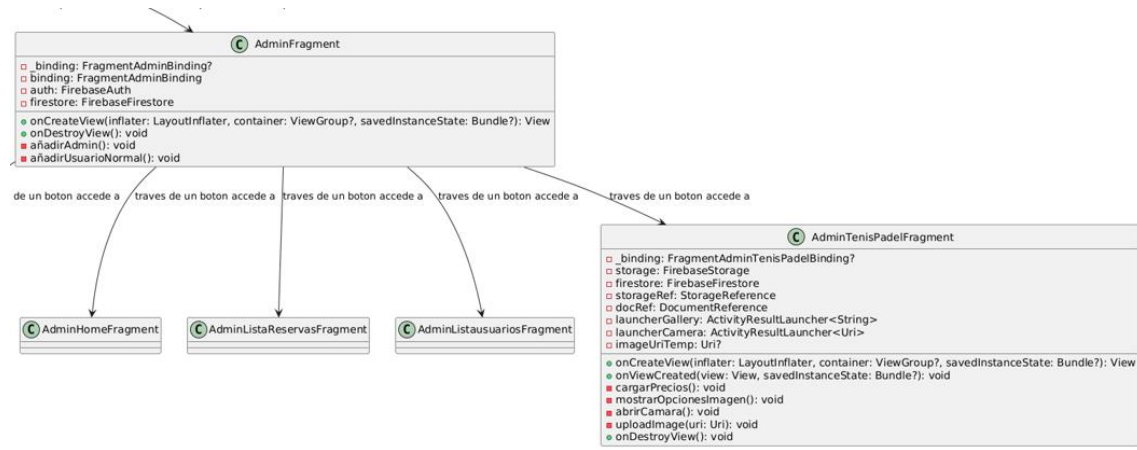 C AdminFragment
_binding: FragmentAdminBinding?
binding: FragmentAdminBinding
auth: FirebaseAuth
firestore: FirebaseFirestore
onCreateView(inflater: LayoutInflater, container: ViewGroup?, savedInstanceState: Bundle?): View
onDestroyView(): void
añadirAdmin(): void
añadirUsuarioNormal(): void
de un boton accede a
traves de un boton accede a
traves de un boton accede a
traves de un boton accede a
traves de un boton accede a
C AdminHomeFragment
C AdminListaReservasFragment
C AdminListausuariosFragment
C AdminTenisPadelFragment
_binding: FragmentAdminTenisPadelBinding?
storage: FirebaseStorage
firestore: FirebaseFirestore
storageRef: StorageReference
docRef: DocumentReference
launcherGallery: ActivityResultLauncher<String>
launcherCamera: ActivityResultLauncher<Uri>
imageUriTemp: Uri?
onCreateView(inflater: LayoutInflater, container: ViewGroup?, savedInstanceState: Bundle?): View
onViewCreated(view: View, savedInstanceState: Bundle?): void
cargarPrecios(): void
mostrarOpcionesImagen(): void
abrirCamara(): void
uploadImage(uri: Uri): void
onDestroyView(): void